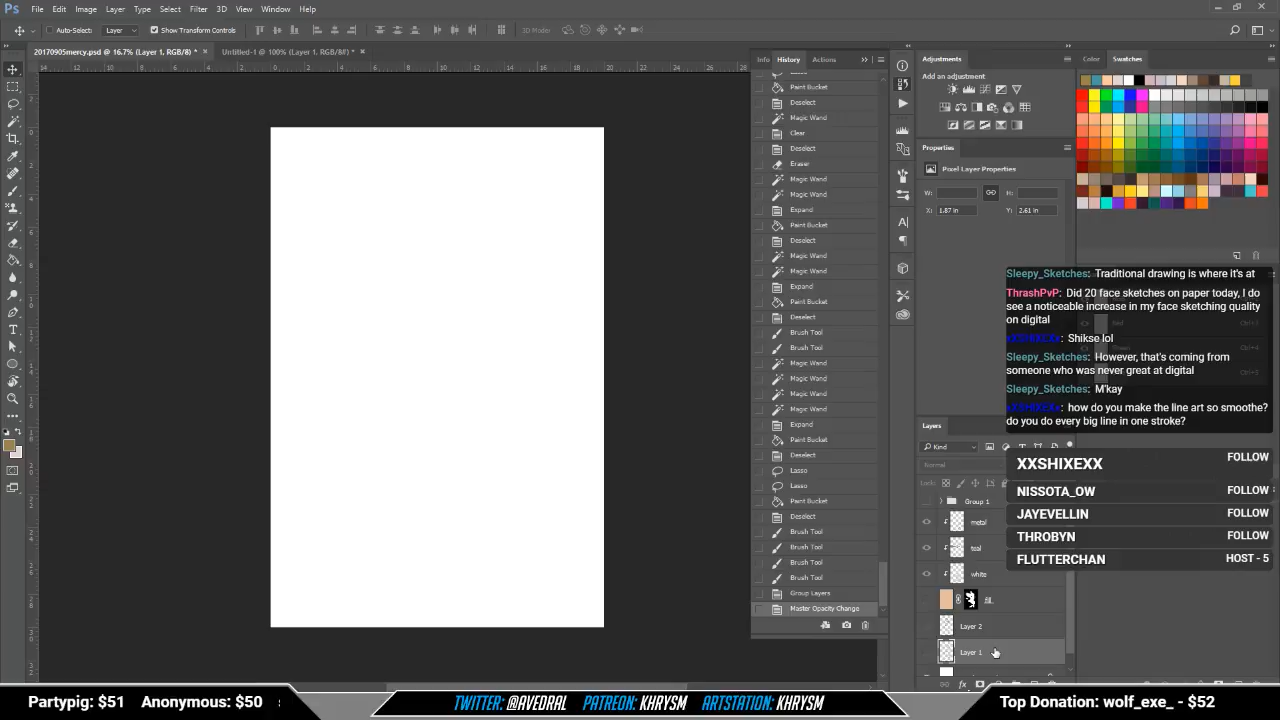 Ps File Edit Image Layer Type Select Filter 3D View Window Help
Auto-Select: Layer Show Transform Controls 3D Mode:
20170905mercy.psd @ 16.7% (Layer 1, RGB/8) * × Untitled-1 @ 100% (Layer 1, RGB/8#) * ×
Info History Actions
Lasso
Paint Bucket
Deselect
Magic Wand
Clear
Deselect
Eraser
Magic Wand
Magic Wand
Expand
Paint Bucket
Deselect
Magic Wand
Magic Wand
Expand
Paint Bucket
Deselect
Brush Tool
Brush Tool
Magic Wand
Magic Wand
Magic Wand
Magic Wand
Expand
Paint Bucket
Deselect
Lasso
Lasso
Paint Bucket
Deselect
Brush Tool
Brush Tool
Brush Tool
Brush Tool
Group Layers
Master Opacity Change
Adjustments
Add an adjustment
Properties
Pixel Layer Properties
W: H:
X: 1.87 in Y: 2.61 in
Color Swatches
Sleepy_Sketches: Traditional drawing is where it's at
ThrashPvP: Did 20 face sketches on paper today, I do
see a noticeable increase in my face sketching quality
on digital
xXSHIXEXx: Shikse lol
Sleepy_Sketches: However, that's coming from
someone who was never great at digital
Sleepy_Sketches: M'kay
xXSHIXEXx: how do you make the line art so smoothe?
do you do every big line in one stroke?
Layers
Kind
Normal
Lock:
Group 1
metal
teal
white
Layer 2
Layer 1
XXSHIXEXX FOLLOW
NISSOTA_OW FOLLOW
JAYEVELLIN FOLLOW
THROBYN FOLLOW
FLUTTERCHAN HOST - 5
Partypig: $51 Anonymous: $50
TWITTER: @AVEDRAL PATREON: KHRYSM ARTSTATION: KHRYSM
Top Donation: wolf_exe_ - $52